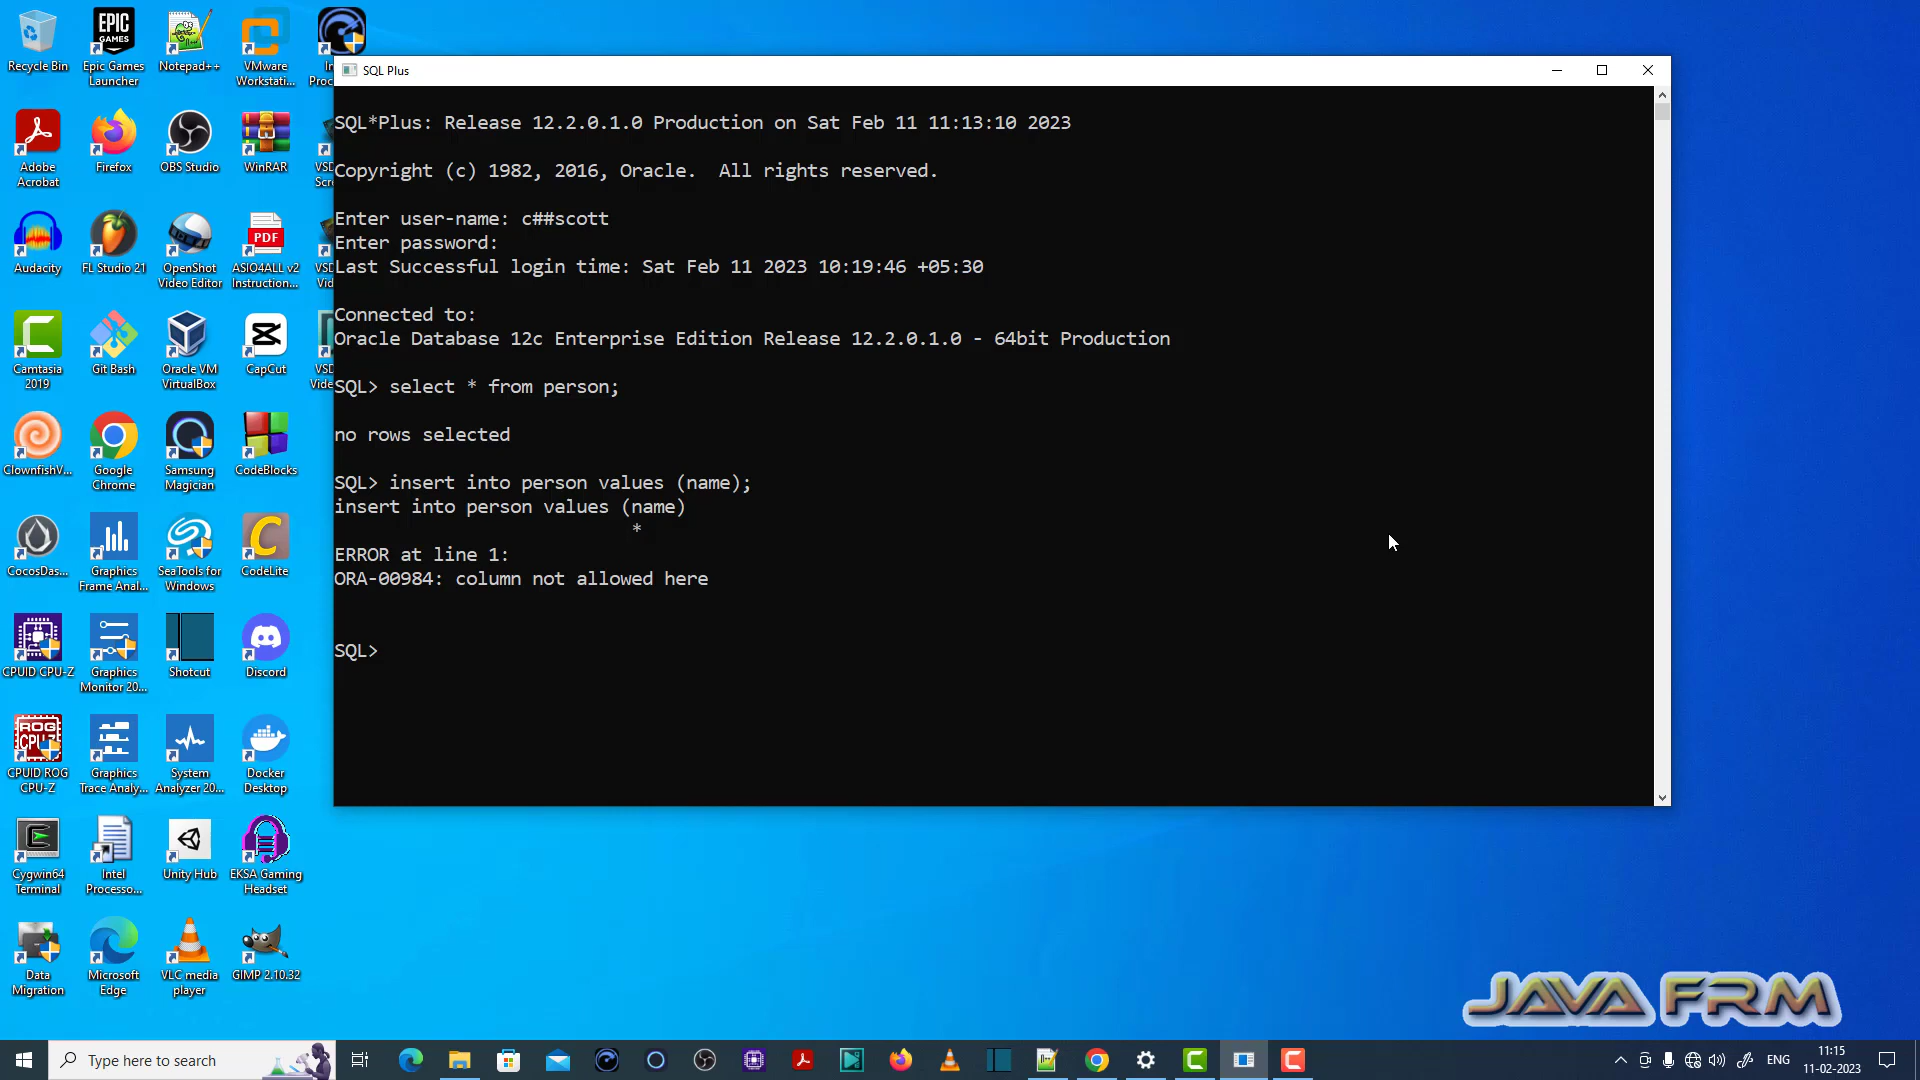 SQL Plus
SQL*Plus: Release 12.2.0.1.0 Production on Sat Feb 11 11:13:10 2023
Copyright (c) 1982, 2016, Oracle.  All rights reserved.
Enter user-name: c##scott
Enter password:
Last Successful login time: Sat Feb 11 2023 10:19:46 +05:30
Connected to:
Oracle Database 12c Enterprise Edition Release 12.2.0.1.0 - 64bit Production
SQL> select * from person;
no rows selected
SQL> insert into person values (name);
insert into person values (name)
*
ERROR at line 1:
ORA-00984: column not allowed here
SQL>
Recycle Bin
EPIC
GAMES
Epic Games
Launcher
Notepad++
VMware
Workstati...
Adobe
Acrobat
Firefox
OBS Studio
WinRAR
Audacity
FL Studio 21
OpenShot
Video Editor
PDF
ASIO4ALL v2
Instruction...
Camtasia
2019
Git Bash
Oracle VM
VirtualBox
CapCut
ClownfishV...
Google
Chrome
Samsung
Magician
CodeBlocks
CocosDas...
Graphics
Frame Anal...
SeaTools for
Windows
CodeLite
CPUID CPU-Z
Graphics
Monitor 20...
Shotcut
Discord
ROG
CPU-Z
CPUID ROG
CPU-Z
Graphics
Trace Analy...
System
Analyzer 20...
Docker
Desktop
Cygwin64
Terminal
Intel
Processo...
Unity Hub
EKSA Gaming
Headset
Data
Migration
Microsoft
Edge
VLC media
player
GIMP 2.10.32
JAVA FRM
Type here to search
ENG
11:15
11-02-2023